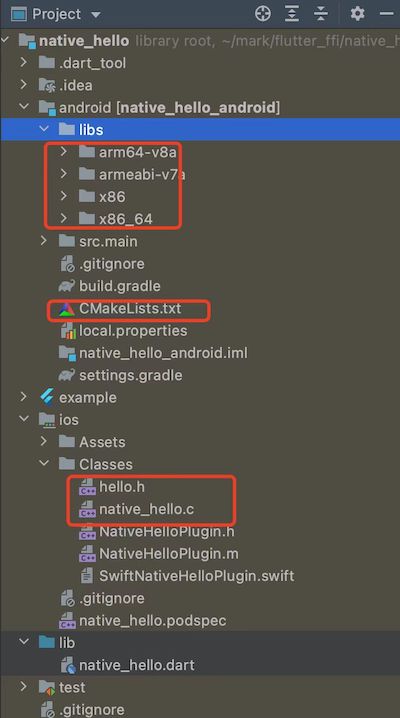 Project
native_hello library root, ~/mark/flutter_ffi/native_h
.dart_tool
.idea
android [native_hello_android]
libs
arm64-v8a
armeabi-v7a
x86
x86_64
src.main
.gitignore
build.gradle
CMakeLists.txt
local.properties
native_hello_android.iml
settings.gradle
example
ios
Assets
Classes
hello.h
native_hello.c
NativeHelloPlugin.h
NativeHelloPlugin.m
SwiftNativeHelloPlugin.swift
.gitignore
native_hello.podspec
lib
native_hello.dart
test
.gitignore